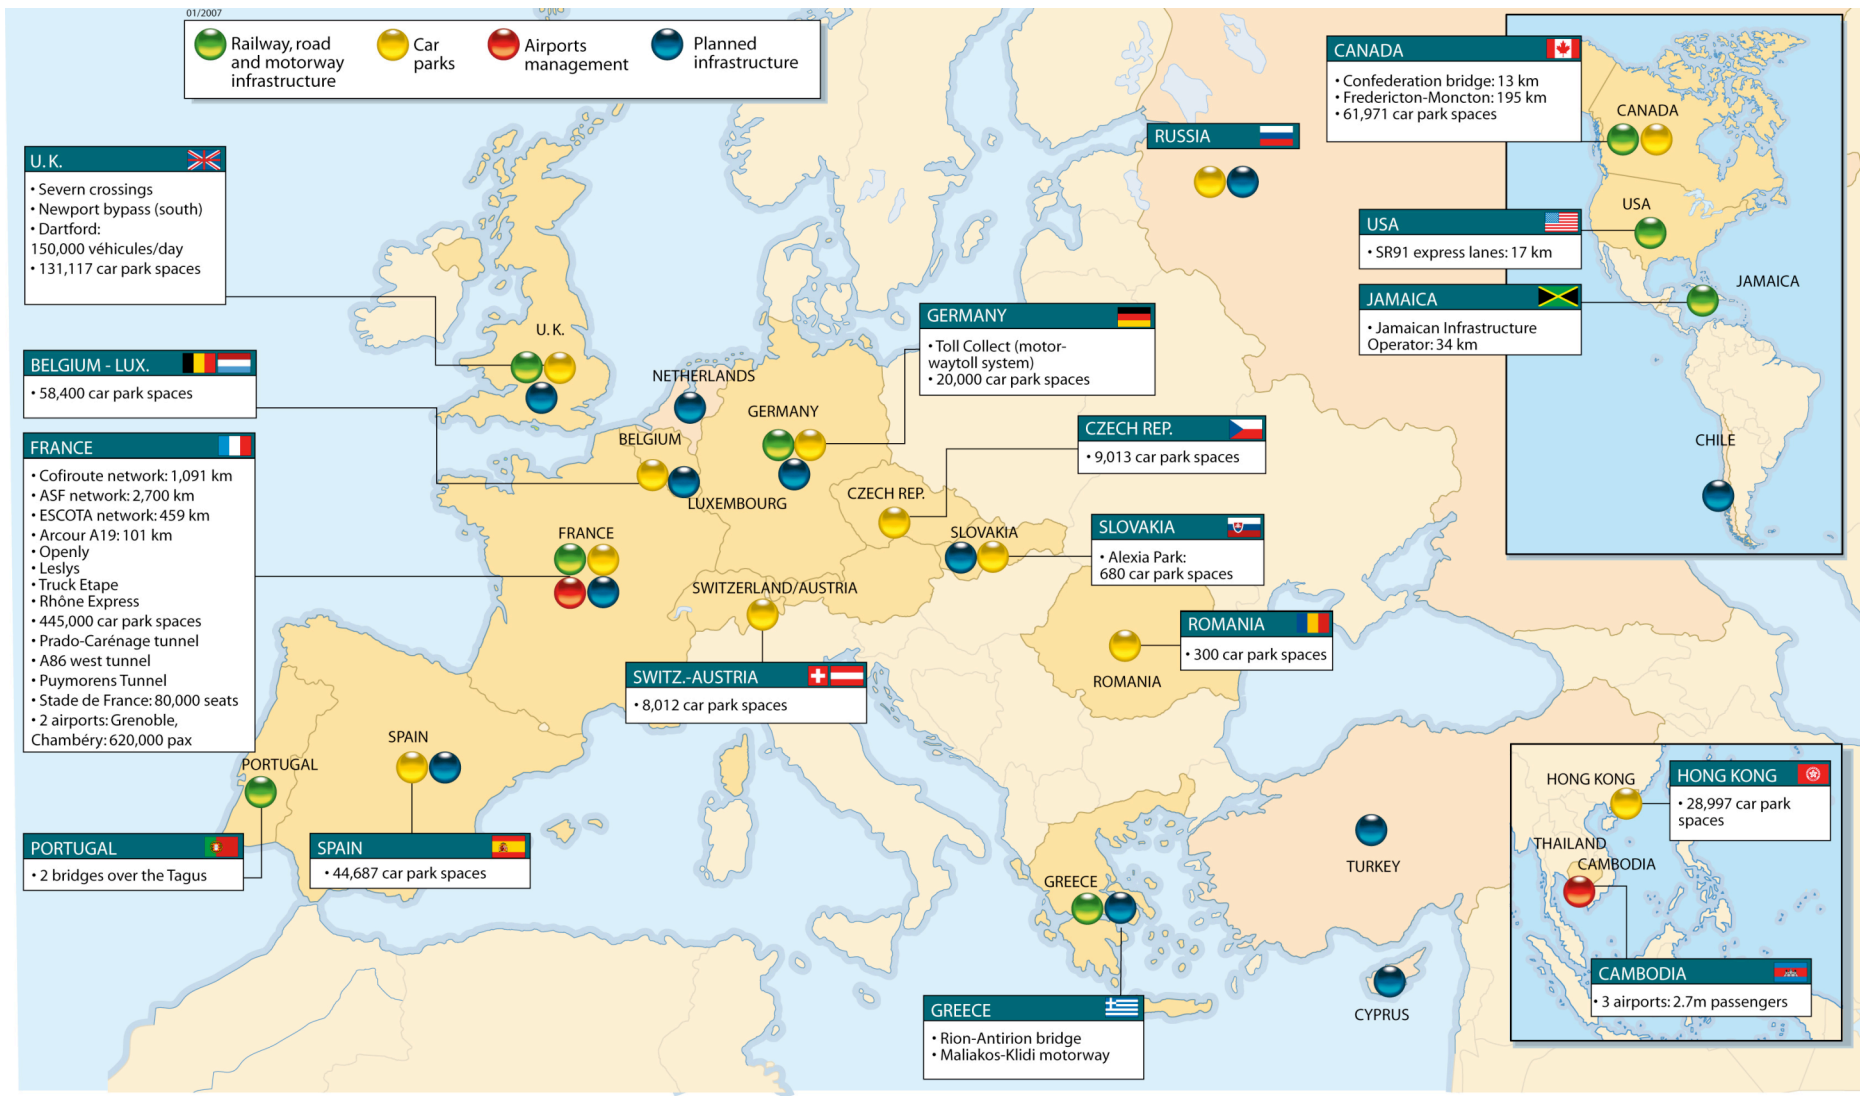 01/2007
Railway, road
and motorway
infrastructure
Car
parks
Airports
management
Planned
infrastructure
U. K.
• Severn crossings
• Newport bypass (south)
• Dartford:
150,000 véhicules/day
• 131,117 car park spaces
BELGIUM - LUX.
• 58,400 car park spaces
FRANCE
• Cofiroute network: 1,091 km
• ASF network: 2,700 km
• ESCOTA network: 459 km
• Arcour A19: 101 km
• Openly
• Leslys
• Truck Etape
• Rhône Express
• 445,000 car park spaces
• Prado-Carénage tunnel
• A86 west tunnel
• Puymorens Tunnel
• Stade de France: 80,000 seats
• 2 airports: Grenoble,
Chambéry: 620,000 pax
PORTUGAL
PORTUGAL
• 2 bridges over the Tagus
SPAIN
SPAIN
• 44,687 car park spaces
U. K.
NETHERLANDS
BELGIUM
LUXEMBOURG
GERMANY
FRANCE
CZECH REP.
SLOVAKIA
SWITZERLAND/AUSTRIA
SWITZ.-AUSTRIA
• 8,012 car park spaces
GERMANY
• Toll Collect (motor-
waytoll system)
• 20,000 car park spaces
CZECH REP.
• 9,013 car park spaces
SLOVAKIA
• Alexia Park:
680 car park spaces
ROMANIA
• 300 car park spaces
ROMANIA
RUSSIA
GREECE
GREECE
• Rion-Antirion bridge
• Maliakos-Klidi motorway
TURKEY
CYPRUS
CANADA
• Confederation bridge: 13 km
• Fredericton-Moncton: 195 km
• 61,971 car park spaces
CANADA
USA
USA
• SR91 express lanes: 17 km
JAMAICA
JAMAICA
• Jamaican Infrastructure
Operator: 34 km
CHILE
HONG KONG
HONG KONG
• 28,997 car park
spaces
THAILAND
CAMBODIA
CAMBODIA
• 3 airports: 2.7m passengers